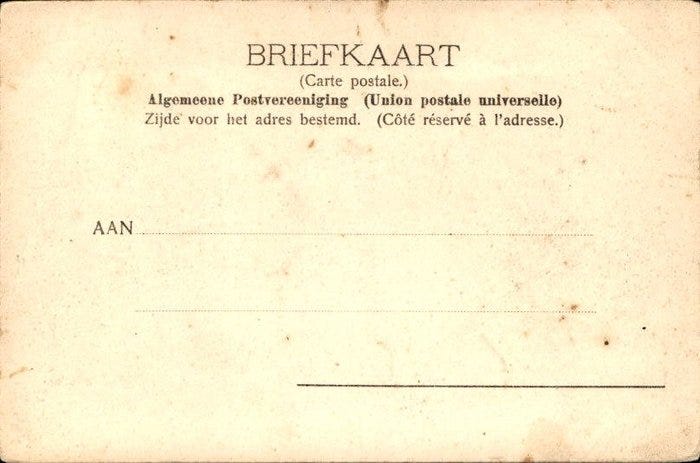 BRIEFKAART
(Carte postale.)
Algemeene Postvereeniging (Union postale universelle)
Zijde voor het adres bestemd. (Côté réservé à l'adresse.)
AAN